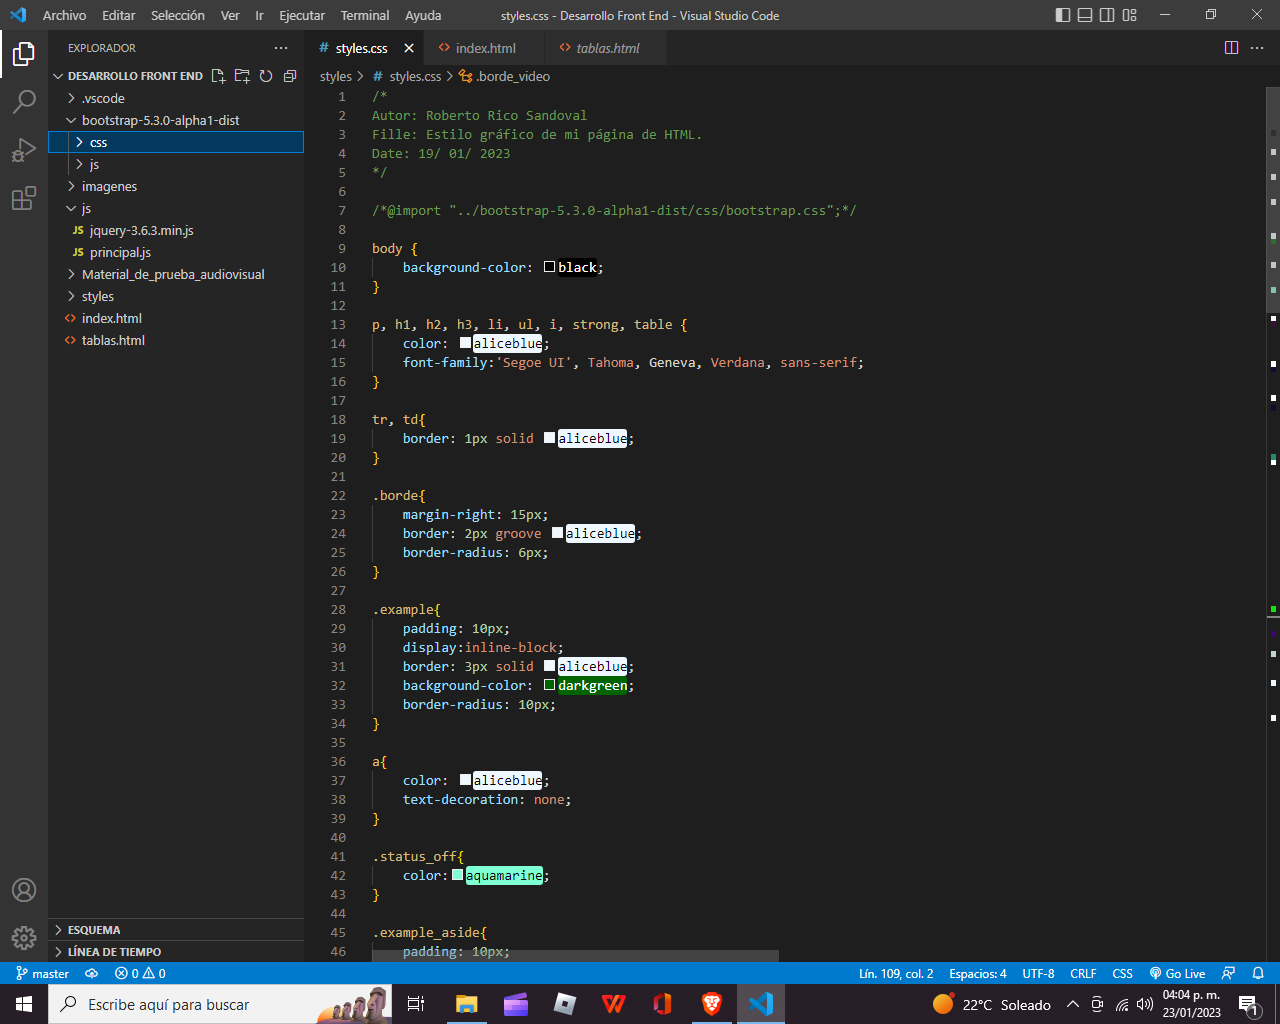 Archivo Editar Selección Ver Ir Ejecutar Terminal Ayuda styles.css - Desarrollo Front End - Visual Studio Code
EXPLORADOR
DESARROLLO FRONT END
.vscode
bootstrap-5.3.0-alpha1-dist
css
js
imagenes
js
JS jquery-3.6.3.min.js
JS principal.js
Material_de_prueba_audiovisual
styles
<> index.html
<> tablas.html
ESQUEMA
LÍNEA DE TIEMPO
# styles.css <> index.html <> tablas.html
styles > # styles.css > .borde_video
1 /*
2 Autor: Roberto Rico Sandoval
3 Fille: Estilo gráfico de mi página de HTML.
4 Date: 19/ 01/ 2023
5 */
6
7 /*@import "../bootstrap-5.3.0-alpha1-dist/css/bootstrap.css";*/
8
9 body {
10 background-color: black;
11 }
12
13 p, h1, h2, h3, li, ul, i, strong, table {
14 color: aliceblue;
15 font-family:'Segoe UI', Tahoma, Geneva, Verdana, sans-serif;
16 }
17
18 tr, td{
19 border: 1px solid aliceblue;
20 }
21
22 .borde{
23 margin-right: 15px;
24 border: 2px groove aliceblue;
25 border-radius: 6px;
26 }
27
28 .example{
29 padding: 10px;
30 display:inline-block;
31 border: 3px solid aliceblue;
32 background-color: darkgreen;
33 border-radius: 10px;
34 }
35
36 a{
37 color: aliceblue;
38 text-decoration: none;
39 }
40
41 .status_off{
42 color: aquamarine;
43 }
44
45 .example_aside{
46 padding: 10px;
master 0 0 Lín. 109, col. 2 Espacios: 4 UTF-8 CRLF CSS Go Live
Escribe aquí para buscar 22°C Soleado 04:04 p. m.
23/01/2023 1